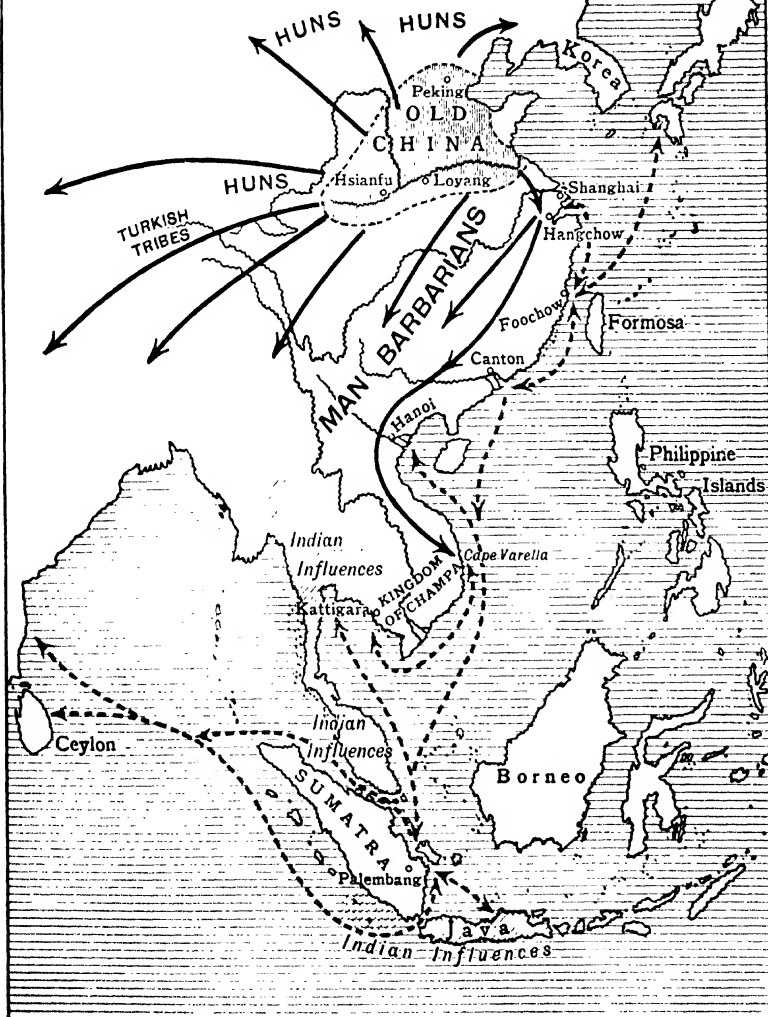 HUNS
HUNS
Korea
Peking
OLD
CHINA
HUNS
Hsianfu
Loyang
Shanghai
TURKISH
TRIBES
Hangchow
MAN BARBARIANS
Foochow
Formosa
Canton
Hanoi
Philippine
Islands
Indian
Influences
Cape Varella
KINGDOM
OF CHAMPA
Kattigara
Indian
Influences
Ceylon
SUMATRA
Borneo
Palembang
Java
Indian Influences